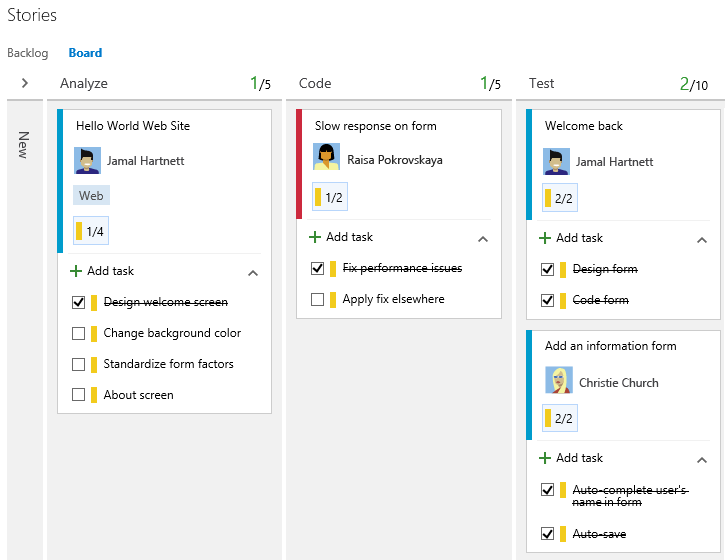 Stories
Backlog
Board
New
Analyze
1/5
Hello World Web Site
Jamal Hartnett
Web
1/4
Add task
Design welcome screen
Change background color
Standardize form factors
About screen
Code
1/5
Slow response on form
Raisa Pokrovskaya
1/2
Add task
Fix performance issues
Apply fix elsewhere
Test
2/10
Welcome back
Jamal Hartnett
2/2
Add task
Design form
Code form
Add an information form
Christie Church
2/2
Add task
Auto-complete user's
name in form
Auto-save